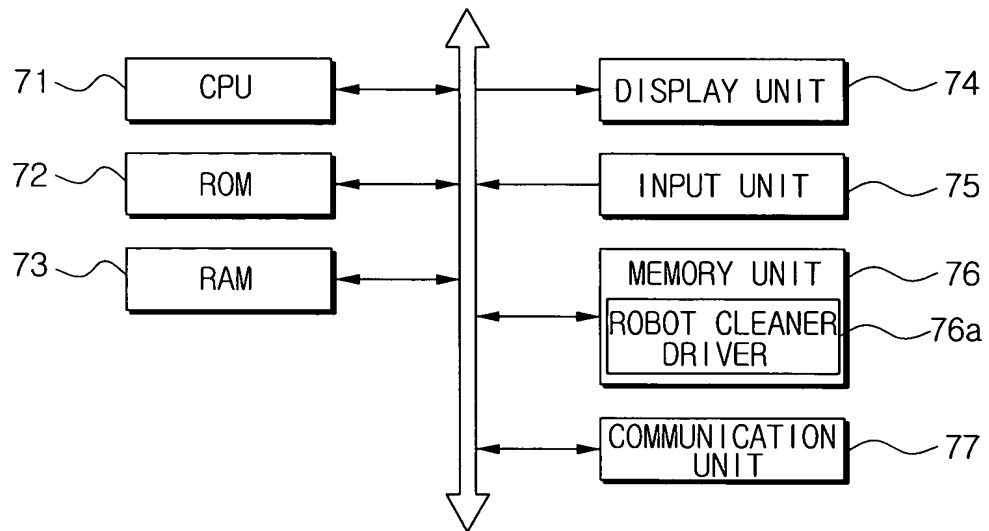 71 CPU
72 ROM
73 RAM
DISPLAY UNIT 74
INPUT UNIT 75
MEMORY UNIT 76
ROBOT CLEANER 76a
DRIVER
COMMUNICATION 77
UNIT